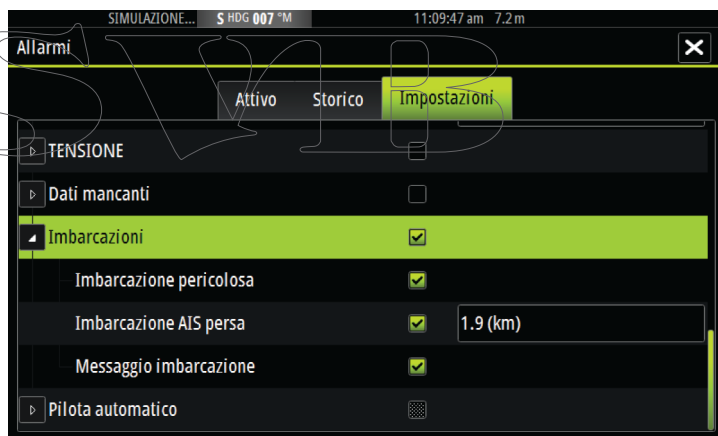 SIMULAZIONE... S HDG 007 °M 11:09:47 am 7.2 m
Allarmi
Attivo Storico Impostazioni
TENSIONE
Dati mancanti
Imbarcazioni
Imbarcazione pericolosa
Imbarcazione AIS persa 1.9 (km)
Messaggio imbarcazione
Pilota automatico